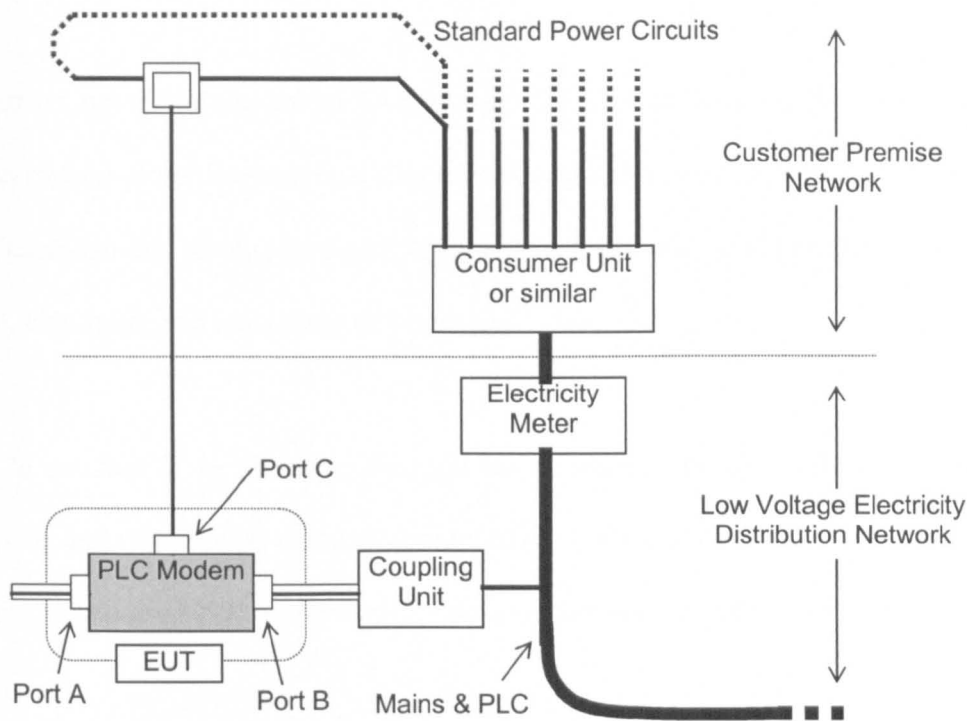 Standard Power Circuits
Customer Premise
Network
Consumer Unit
or similar
Electricity
Meter
Port C
Low Voltage Electricity
Distribution Network
PLC Modem
Coupling
Unit
EUT
Port A
Port B
Mains & PLC